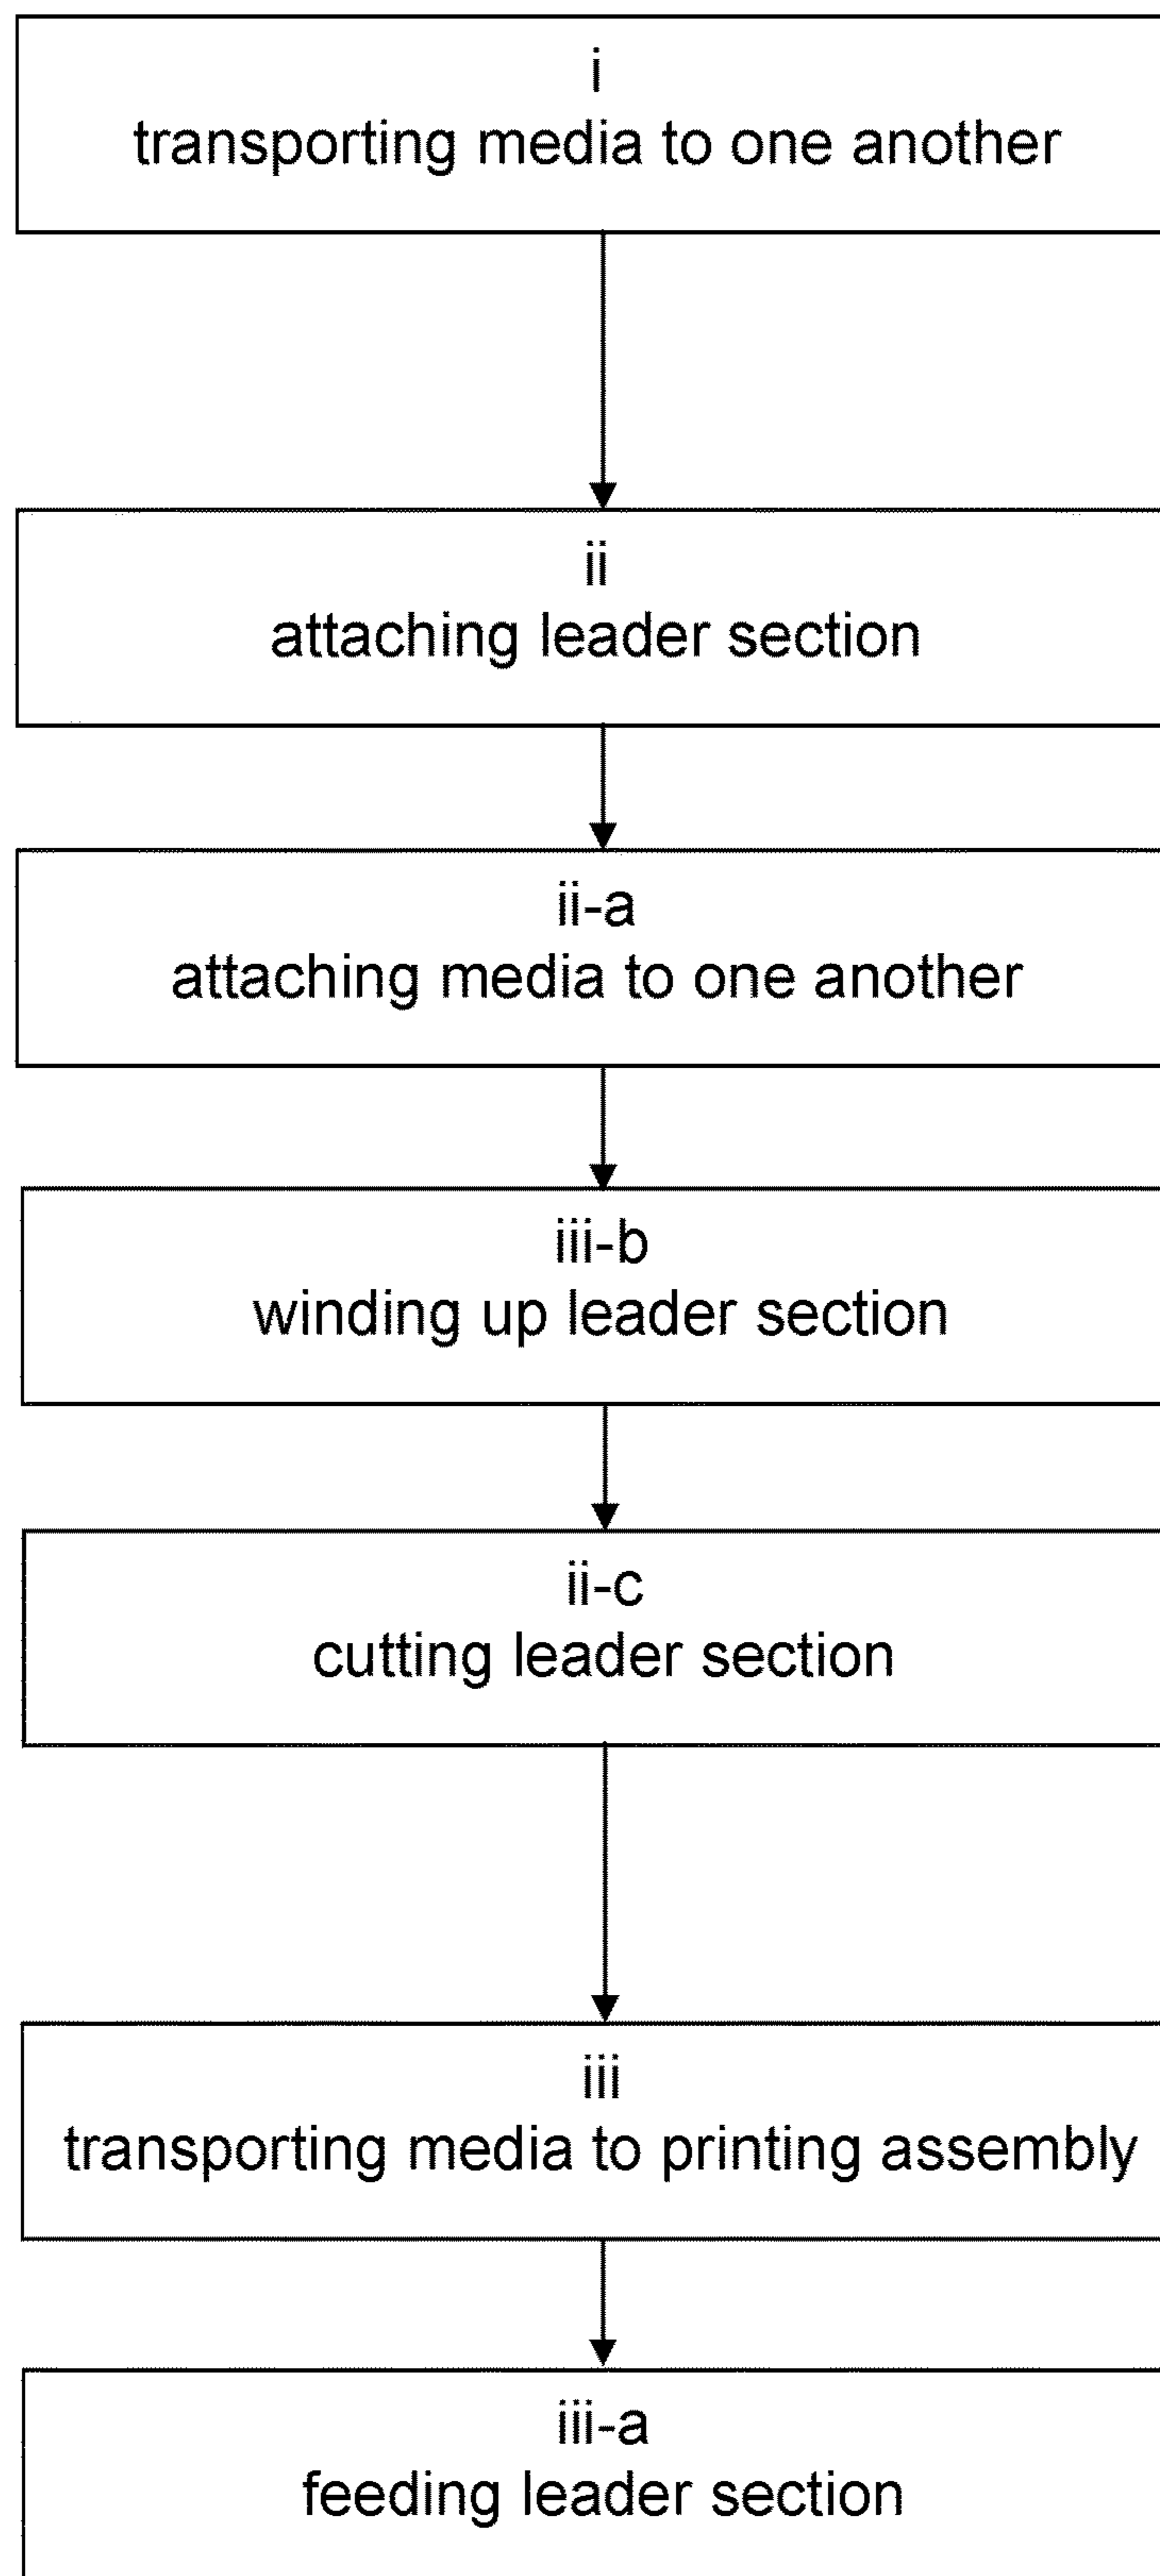 i
transporting media to one another
ii
attaching leader section
ii-a
attaching media to one another
iii-b
winding up leader section
ii-c
cutting leader section
iii
transporting media to printing assembly
iii-a
feeding leader section